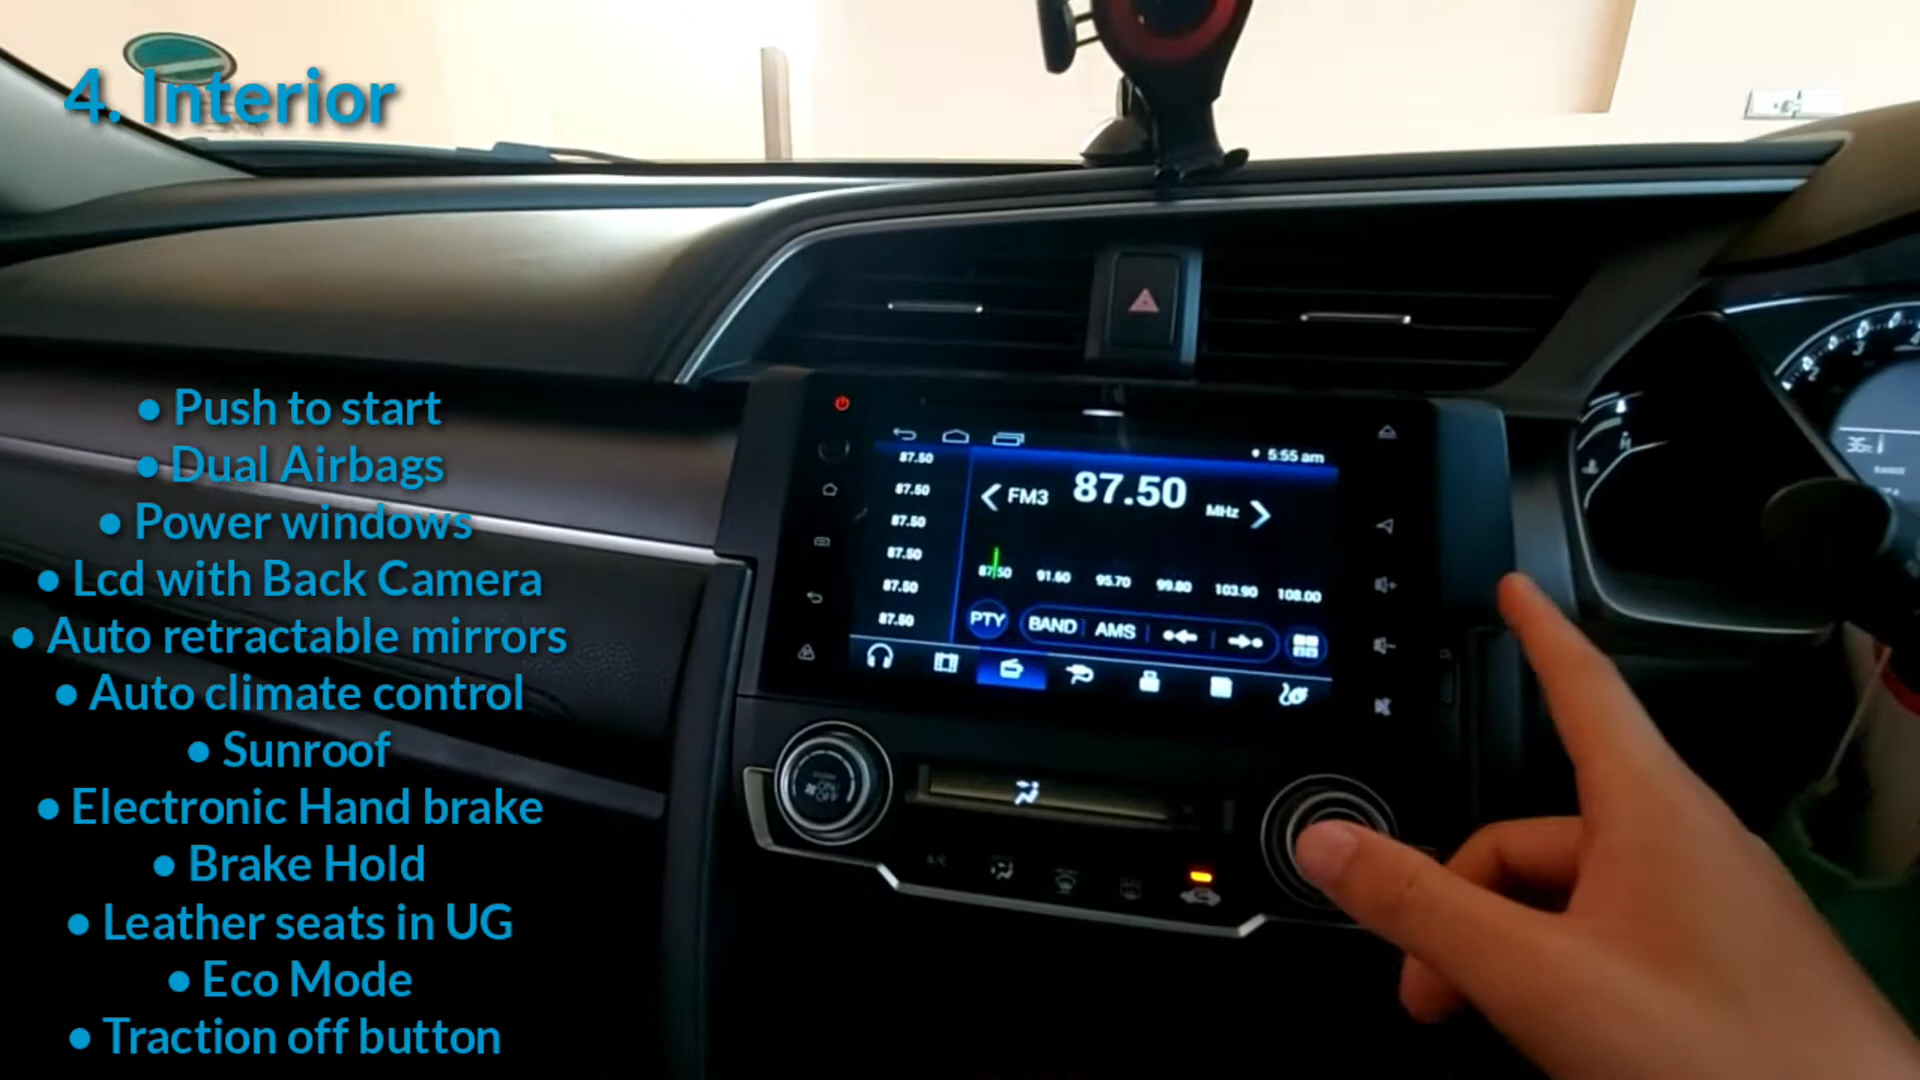 4. Interior
• Push to start
• Dual Airbags
• Power windows
• Lcd with Back Camera
• Auto retractable mirrors
• Auto climate control
• Sunroof
• Electronic Hand brake
• Brake Hold
• Leather seats in UG
• Eco Mode
• Traction off button
5:55 am
87.50
87.50
87.50
87.50
87.50
87.50
FM3 87.50 MHz
87.50 91.60 95.70 99.80 103.90 108.00
PTY BAND AMS
ON/
OFF
A/C